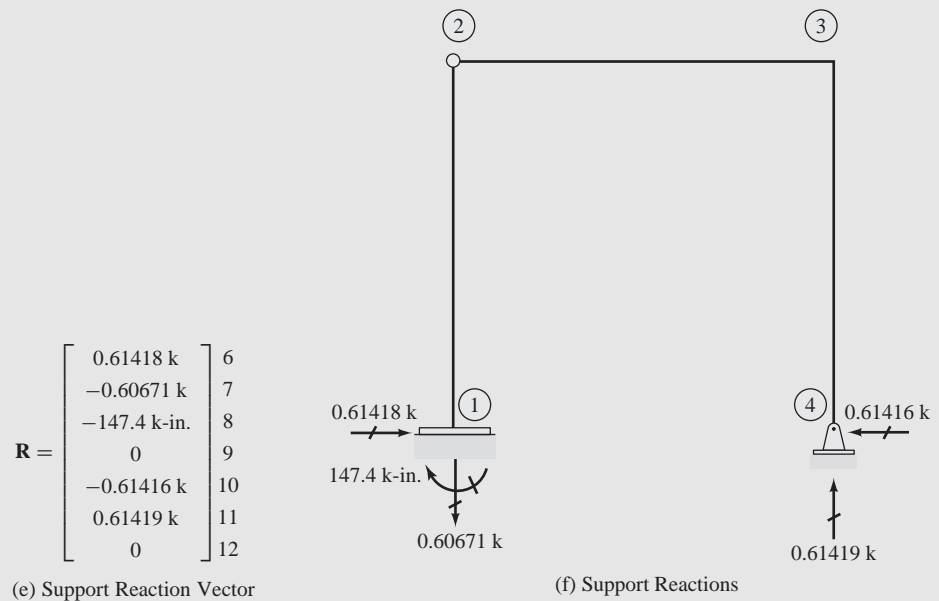 2
3
0.61418 k 6
−0.60671 k 7
−147.4 k-in. 8
R = 0 9
−0.61416 k 10
0.61419 k 11
0 12
1
4
0.61418 k
0.61416 k
147.4 k-in.
0.60671 k
0.61419 k
(e) Support Reaction Vector
(f) Support Reactions